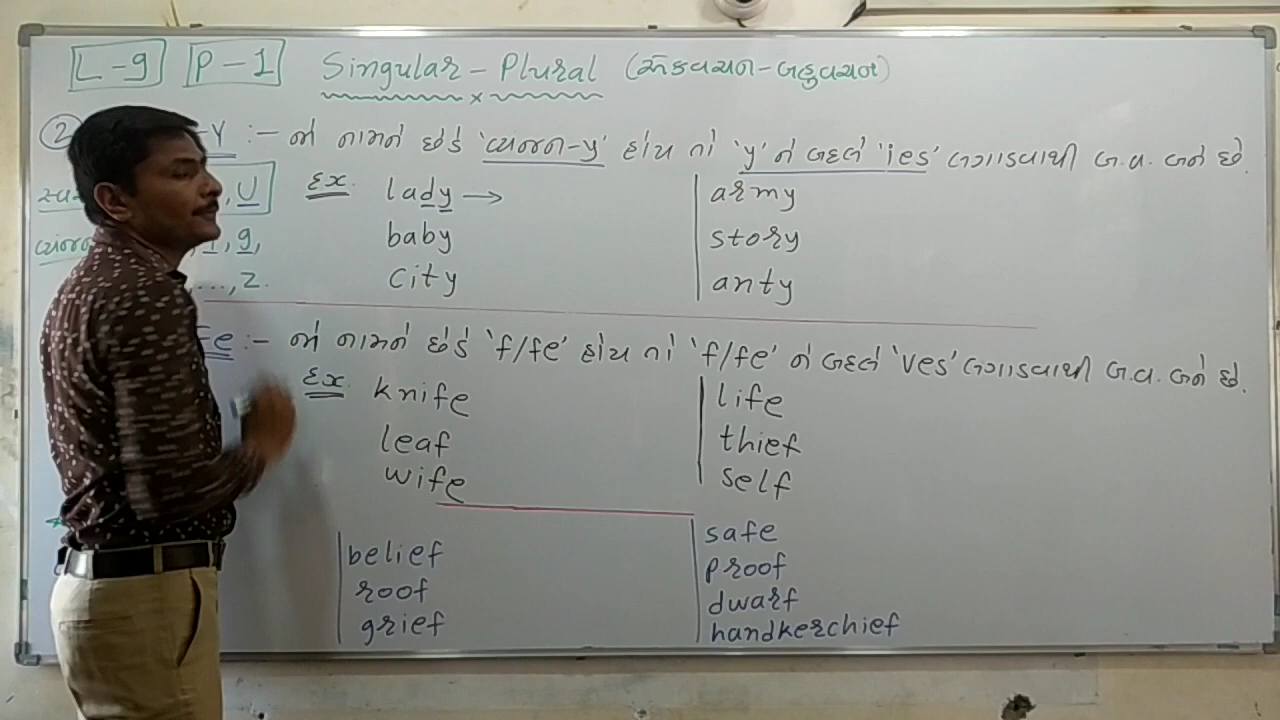 L-9 P-1 Singular - Plural (એકવચન-બહુવચન)
② -Y :- જો નામને છેડે 'વ્યંજન-y' હોય તો 'y' ને બદલે 'ies' લગાડવાથી બ.વ. બને છે.
, U Ex lady → army
g, baby story
...., z. city anty
Fe :- જો નામને છેડે 'f/fe' હોય તો 'f/fe' ને બદલે 'ves' લગાડવાથી બ.વ. બને છે.
Ex knife life
leaf thief
wife self
belief safe
roof proof
grief dwarf
handkerchief